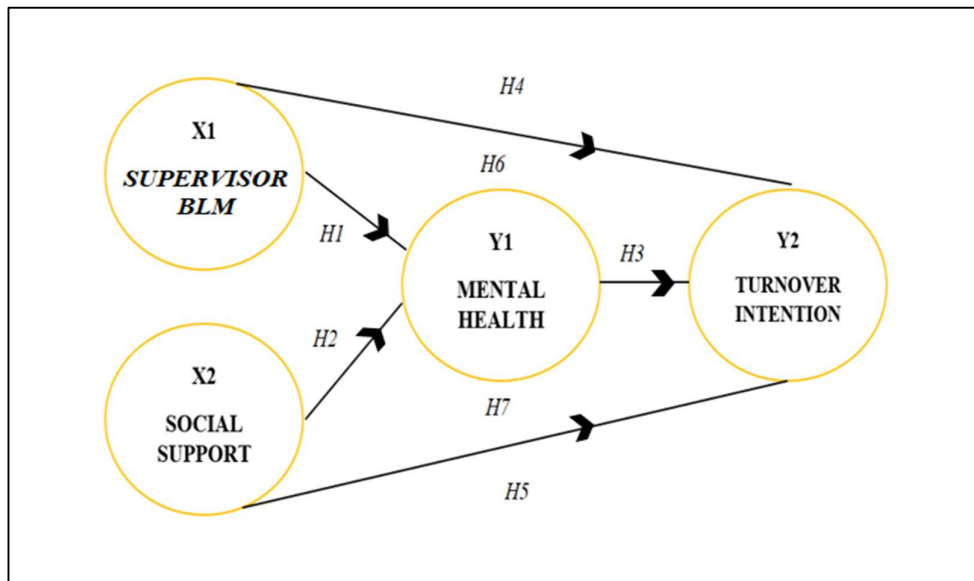 H4
X1
SUPERVISOR
BLM
H6
H1
Y1
MENTAL
HEALTH
H3
Y2
TURNOVER
INTENTION
H2
X2
SOCIAL
SUPPORT
H7
H5